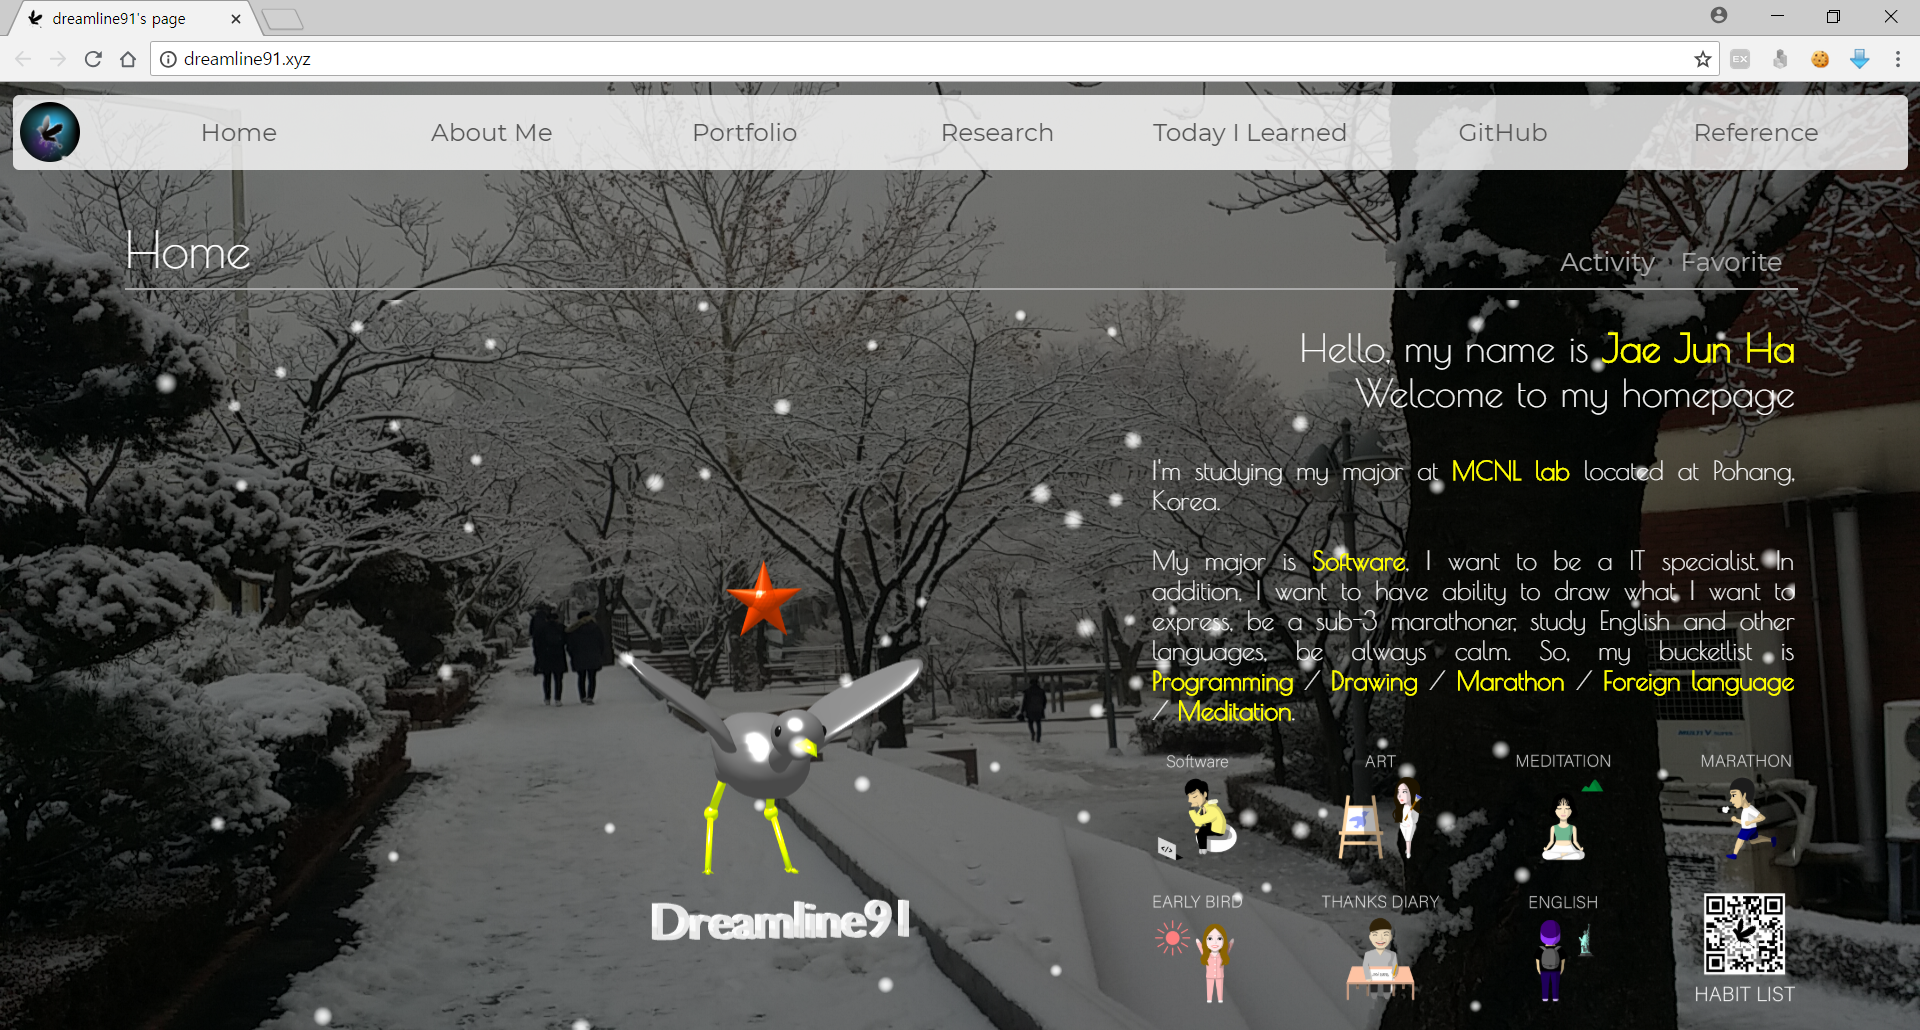 dreamline91's page
dreamline91.xyz
EX
Home
About Me
Portfolio
Research
Today I Learned
GitHub
Reference
Home
Activity
Favorite
Hello, my name is Jae Jun Ha
Welcome to my homepage
I'm studying my major at MCNL lab located at Pohang,
Korea.
My major is Software, I want to be a IT specialist. In
addition, I want to have ability to draw what I want to
express, be a sub-3 marathoner, study English and other
languages, be always calm. So, my bucketlist is
Programming / Drawing / Marathon / Foreign language
/ Meditation.
MULTI V SUPER
Software
ART
MEDITATION
MARATHON
</>
EARLY BIRD
THANKS DIARY
ENGLISH
HABIT LIST
Dreamline91